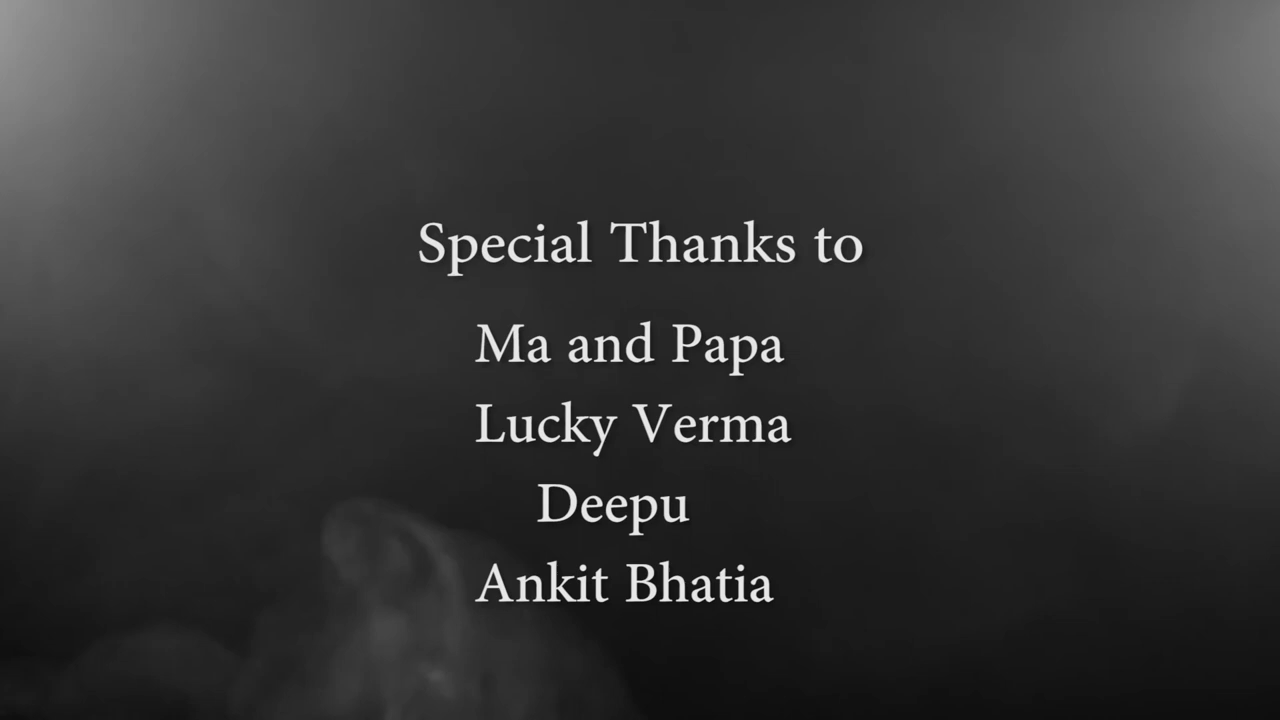 Special Thanks to
Ma and Papa
Lucky Verma
Deepu
Ankit Bhatia